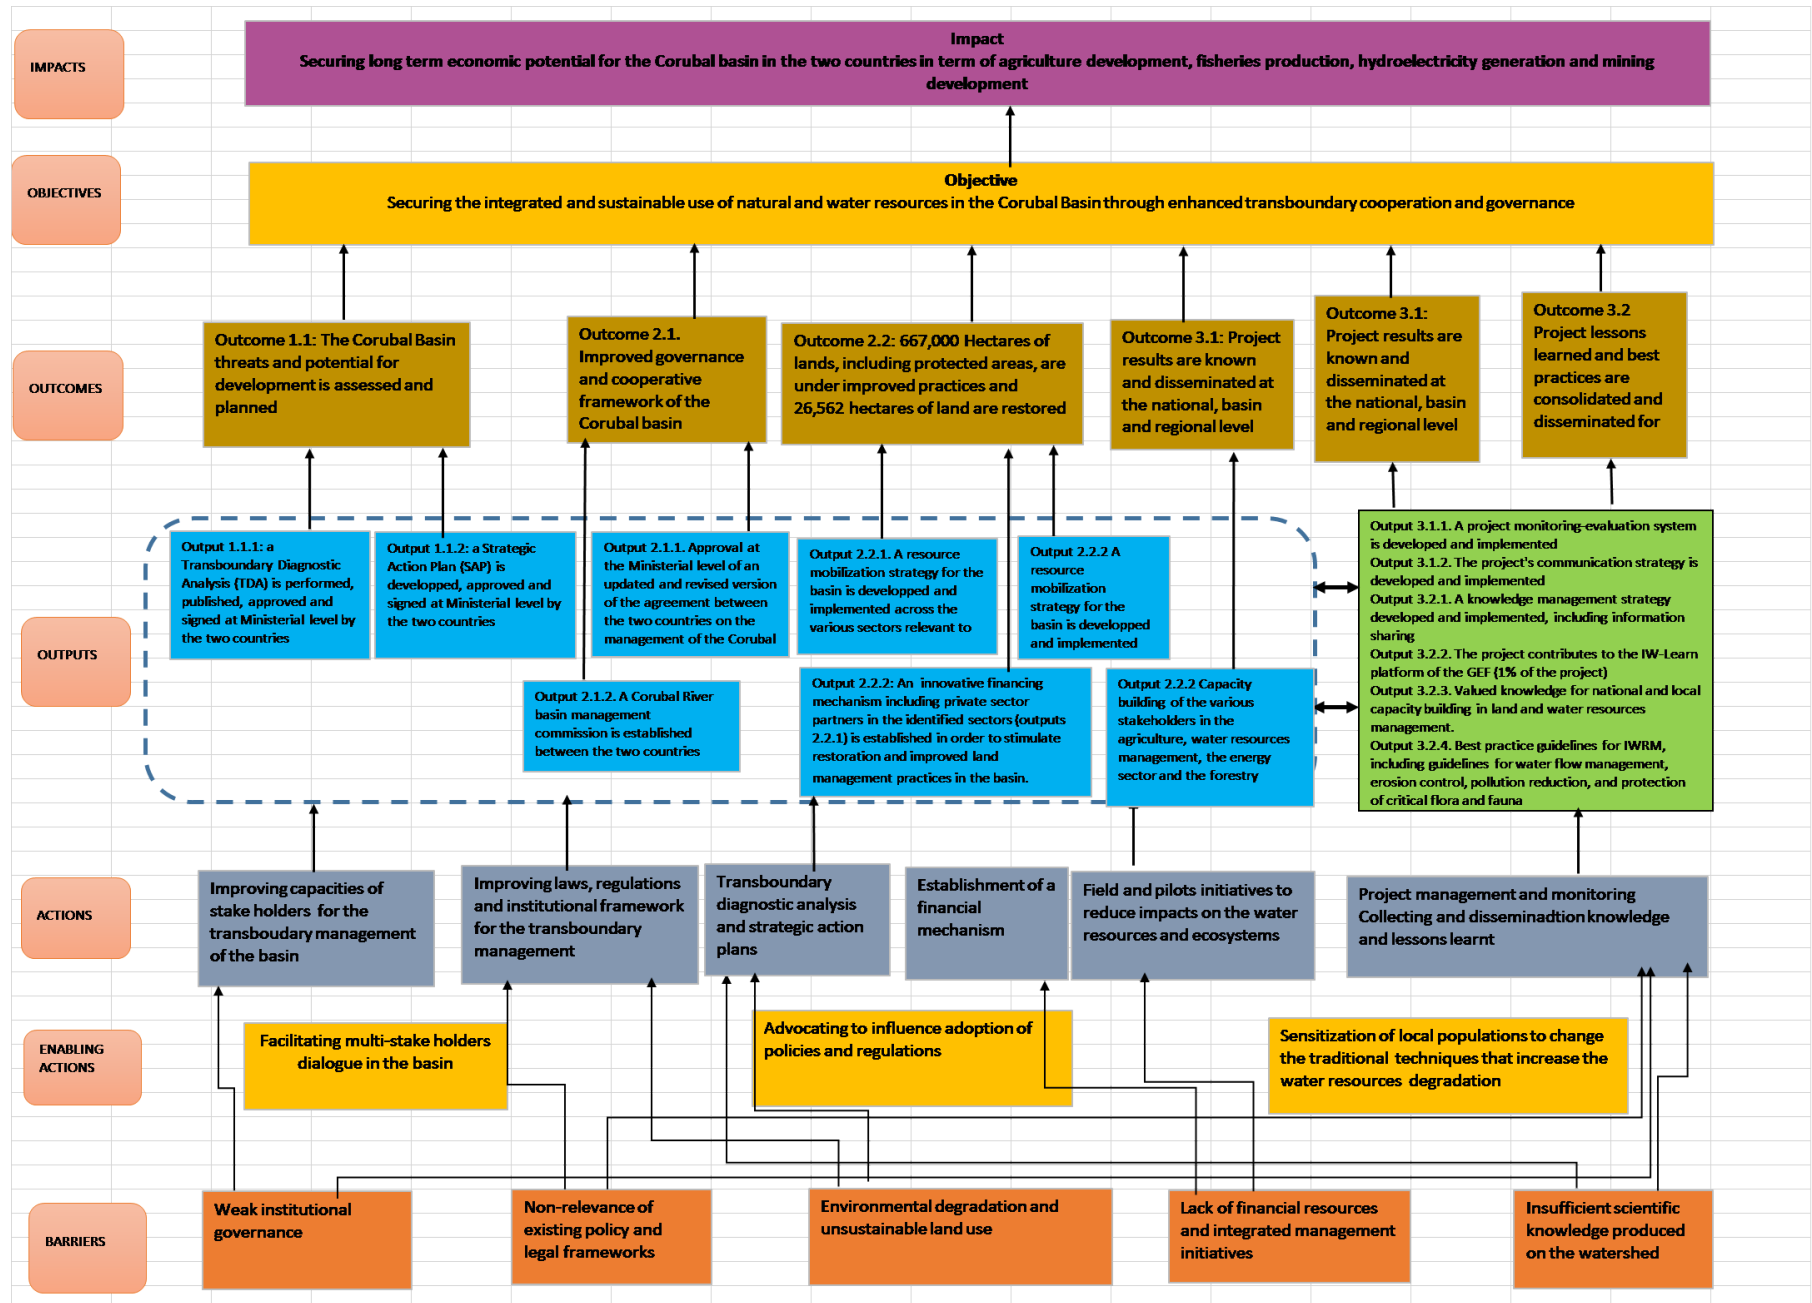 IMPACTS
Impact
Securing long term economic potential for the Corubal basin in the two countries in term of agriculture development, fisheries production, hydroelectricity generation and mining
development
OBJECTIVES
Objective
Securing the integrated and sustainable use of natural and water resources in the Corubal Basin through enhanced transboundary cooperation and governance
OUTCOMES
Outcome 1.1: The Corubal Basin
threats and potential for
development is assessed and
planned
Outcome 2.1.
Improved governance
and cooperative
framework of the
Corubal basin
Outcome 2.2: 667,000 Hectares of
lands, including protected areas, are
under improved practices and
26,562 hectares of land are restored
Outcome 3.1: Project
results are known
and disseminated at
the national, basin
and regional level
Outcome 3.1:
Project results are
known and
disseminated at
the national, basin
and regional level
Outcome 3.2
Project lessons
learned and best
practices are
consolidated and
disseminated for
OUTPUTS
Output 1.1.1: a
Transboundary Diagnostic
Analysis (TDA) is performed,
published, approved and
signed at Ministerial level by
the two countries
Output 1.1.2: a Strategic
Action Plan (SAP) is
developped, approved and
signed at Ministerial level by
the two countries
Output 2.1.1. Approval at
the Ministerial level of an
updated and revised version
of the agreement between
the two countries on the
management of the Corubal
Output 2.2.1. A resource
mobilization strategy for the
basin is developped and
implemented across the
various sectors relevant to
Output 2.2.2 A
resource
mobilization
strategy for the
basin is developped
and implemented
Output 2.1.2. A Corubal River
basin management
commission is established
between the two countries
Output 2.2.2: An innovative financing
mechanism including private sector
partners in the identified sectors (outputs
2.2.1) is established in order to stimulate
restoration and improved land
management practices in the basin.
Output 2.2.2 Capacity
building of the various
stakeholders in the
agriculture, water resources
management, the energy
sector and the forestry
Output 3.1.1. A project monitoring-evaluation system
is developed and implemented
Output 3.1.2. The project's communication strategy is
developed and implemented
Output 3.2.1. A knowledge management strategy
developed and implemented, including information
sharing
Output 3.2.2. The project contributes to the IW-Learn
platform of the GEF (1% of the project)
Output 3.2.3. Valued knowledge for national and local
capacity building in land and water resources
management.
Output 3.2.4. Best practice guidelines for IWRM,
including guidelines for water flow management,
erosion control, pollution reduction, and protection
of critical flora and fauna
ACTIONS
Improving capacities of
stake holders for the
transboudary management
of the basin
Improving laws, regulations
and institutional framework
for the transboundary
management
Transboundary
diagnostic analysis
and strategic action
plans
Establishment of a
financial
mechanism
Field and pilots initiatives to
reduce impacts on the water
resources and ecosystems
Project management and monitoring
Collecting and disseminadtion knowledge
and lessons learnt
ENABLING
ACTIONS
Facilitating multi-stake holders
dialogue in the basin
Advocating to influence adoption of
policies and regulations
Sensitization of local populations to change
the traditional techniques that increase the
water resources degradation
BARRIERS
Weak institutional
governance
Non-relevance of
existing policy and
legal frameworks
Environmental degradation and
unsustainable land use
Lack of financial resources
and integrated management
initiatives
Insufficient scientific
knowledge produced
on the watershed